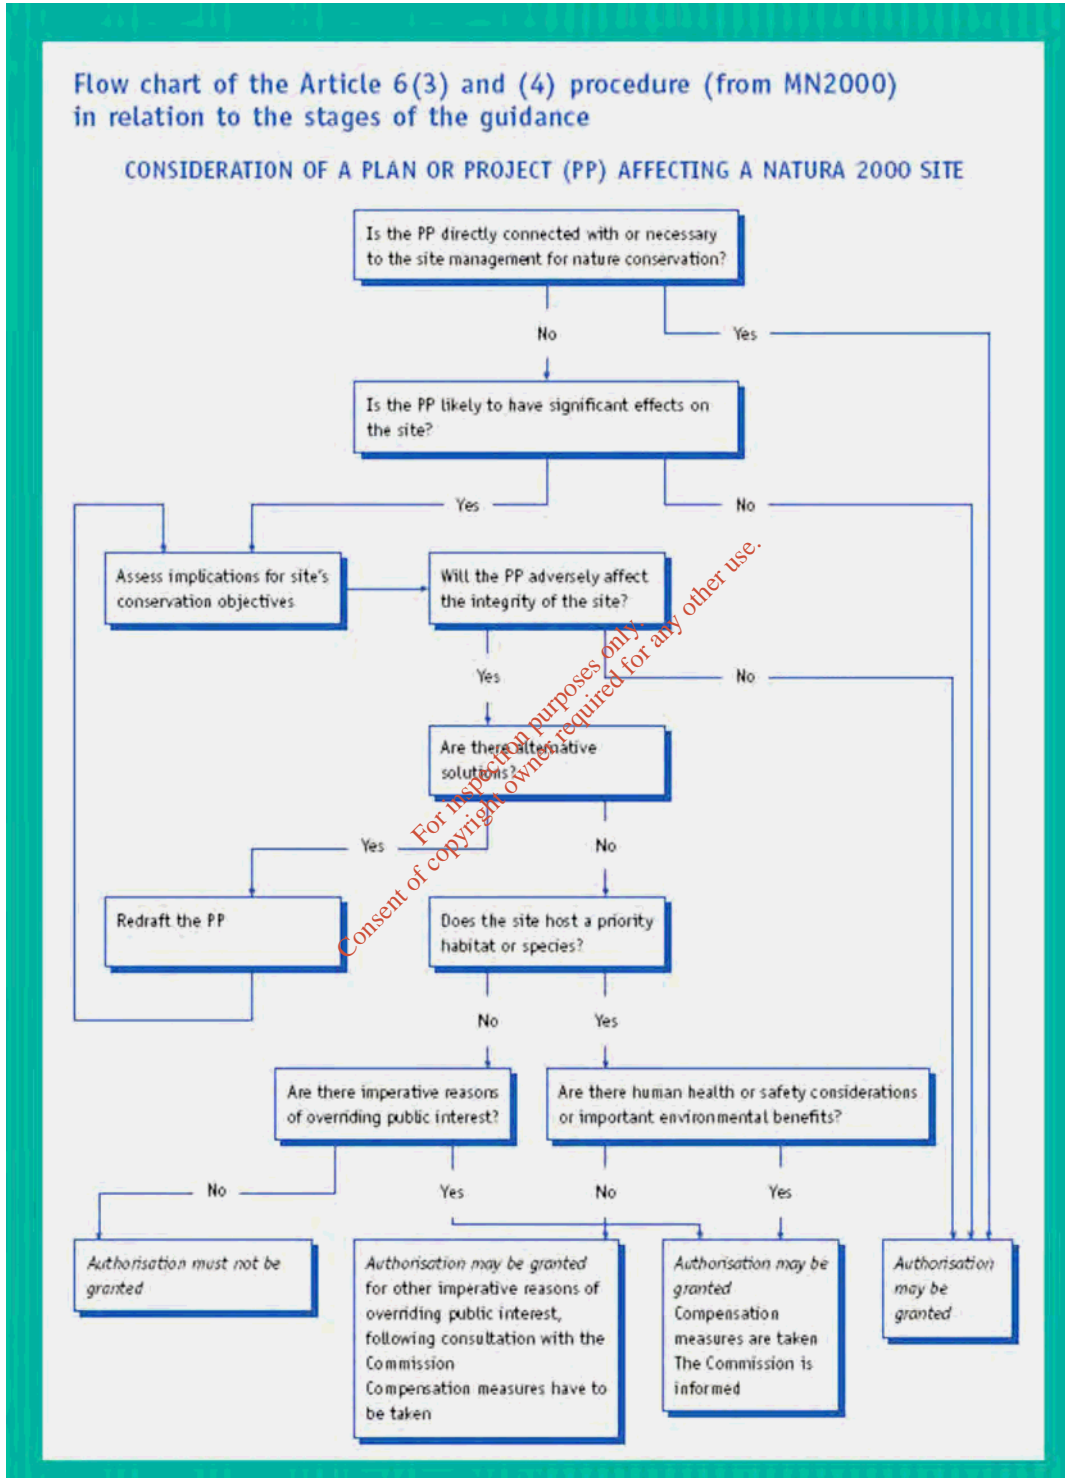 Flow chart of the Article 6(3) and (4) procedure (from MN2000)
in relation to the stages of the guidance
CONSIDERATION OF A PLAN OR PROJECT (PP) AFFECTING A NATURA 2000 SITE
Is the PP directly connected with or necessary
to the site management for nature conservation?
No
Yes
Is the PP likely to have significant effects on
the site?
Yes
No
Assess implications for site's
conservation objectives
Will the PP adversely affect
the integrity of the site?
Yes
No
Are there alternative
solutions?
Yes
No
Redraft the PP
Does the site host a priority
habitat or species?
No
Yes
Are there imperative reasons
of overriding public interest?
Are there human health or safety considerations
or important environmental benefits?
No
Yes
No
Yes
Authorisation must not be
granted
Authorisation may be granted
for other imperative reasons of
overriding public interest,
following consultation with the
Commission
Compensation measures have to
be taken
Authorisation may be
granted
Compensation
measures are taken
The Commission is
informed
Authorisation
may be
granted
For inspection purposes only.
Consent of copyright owner required for any other use.